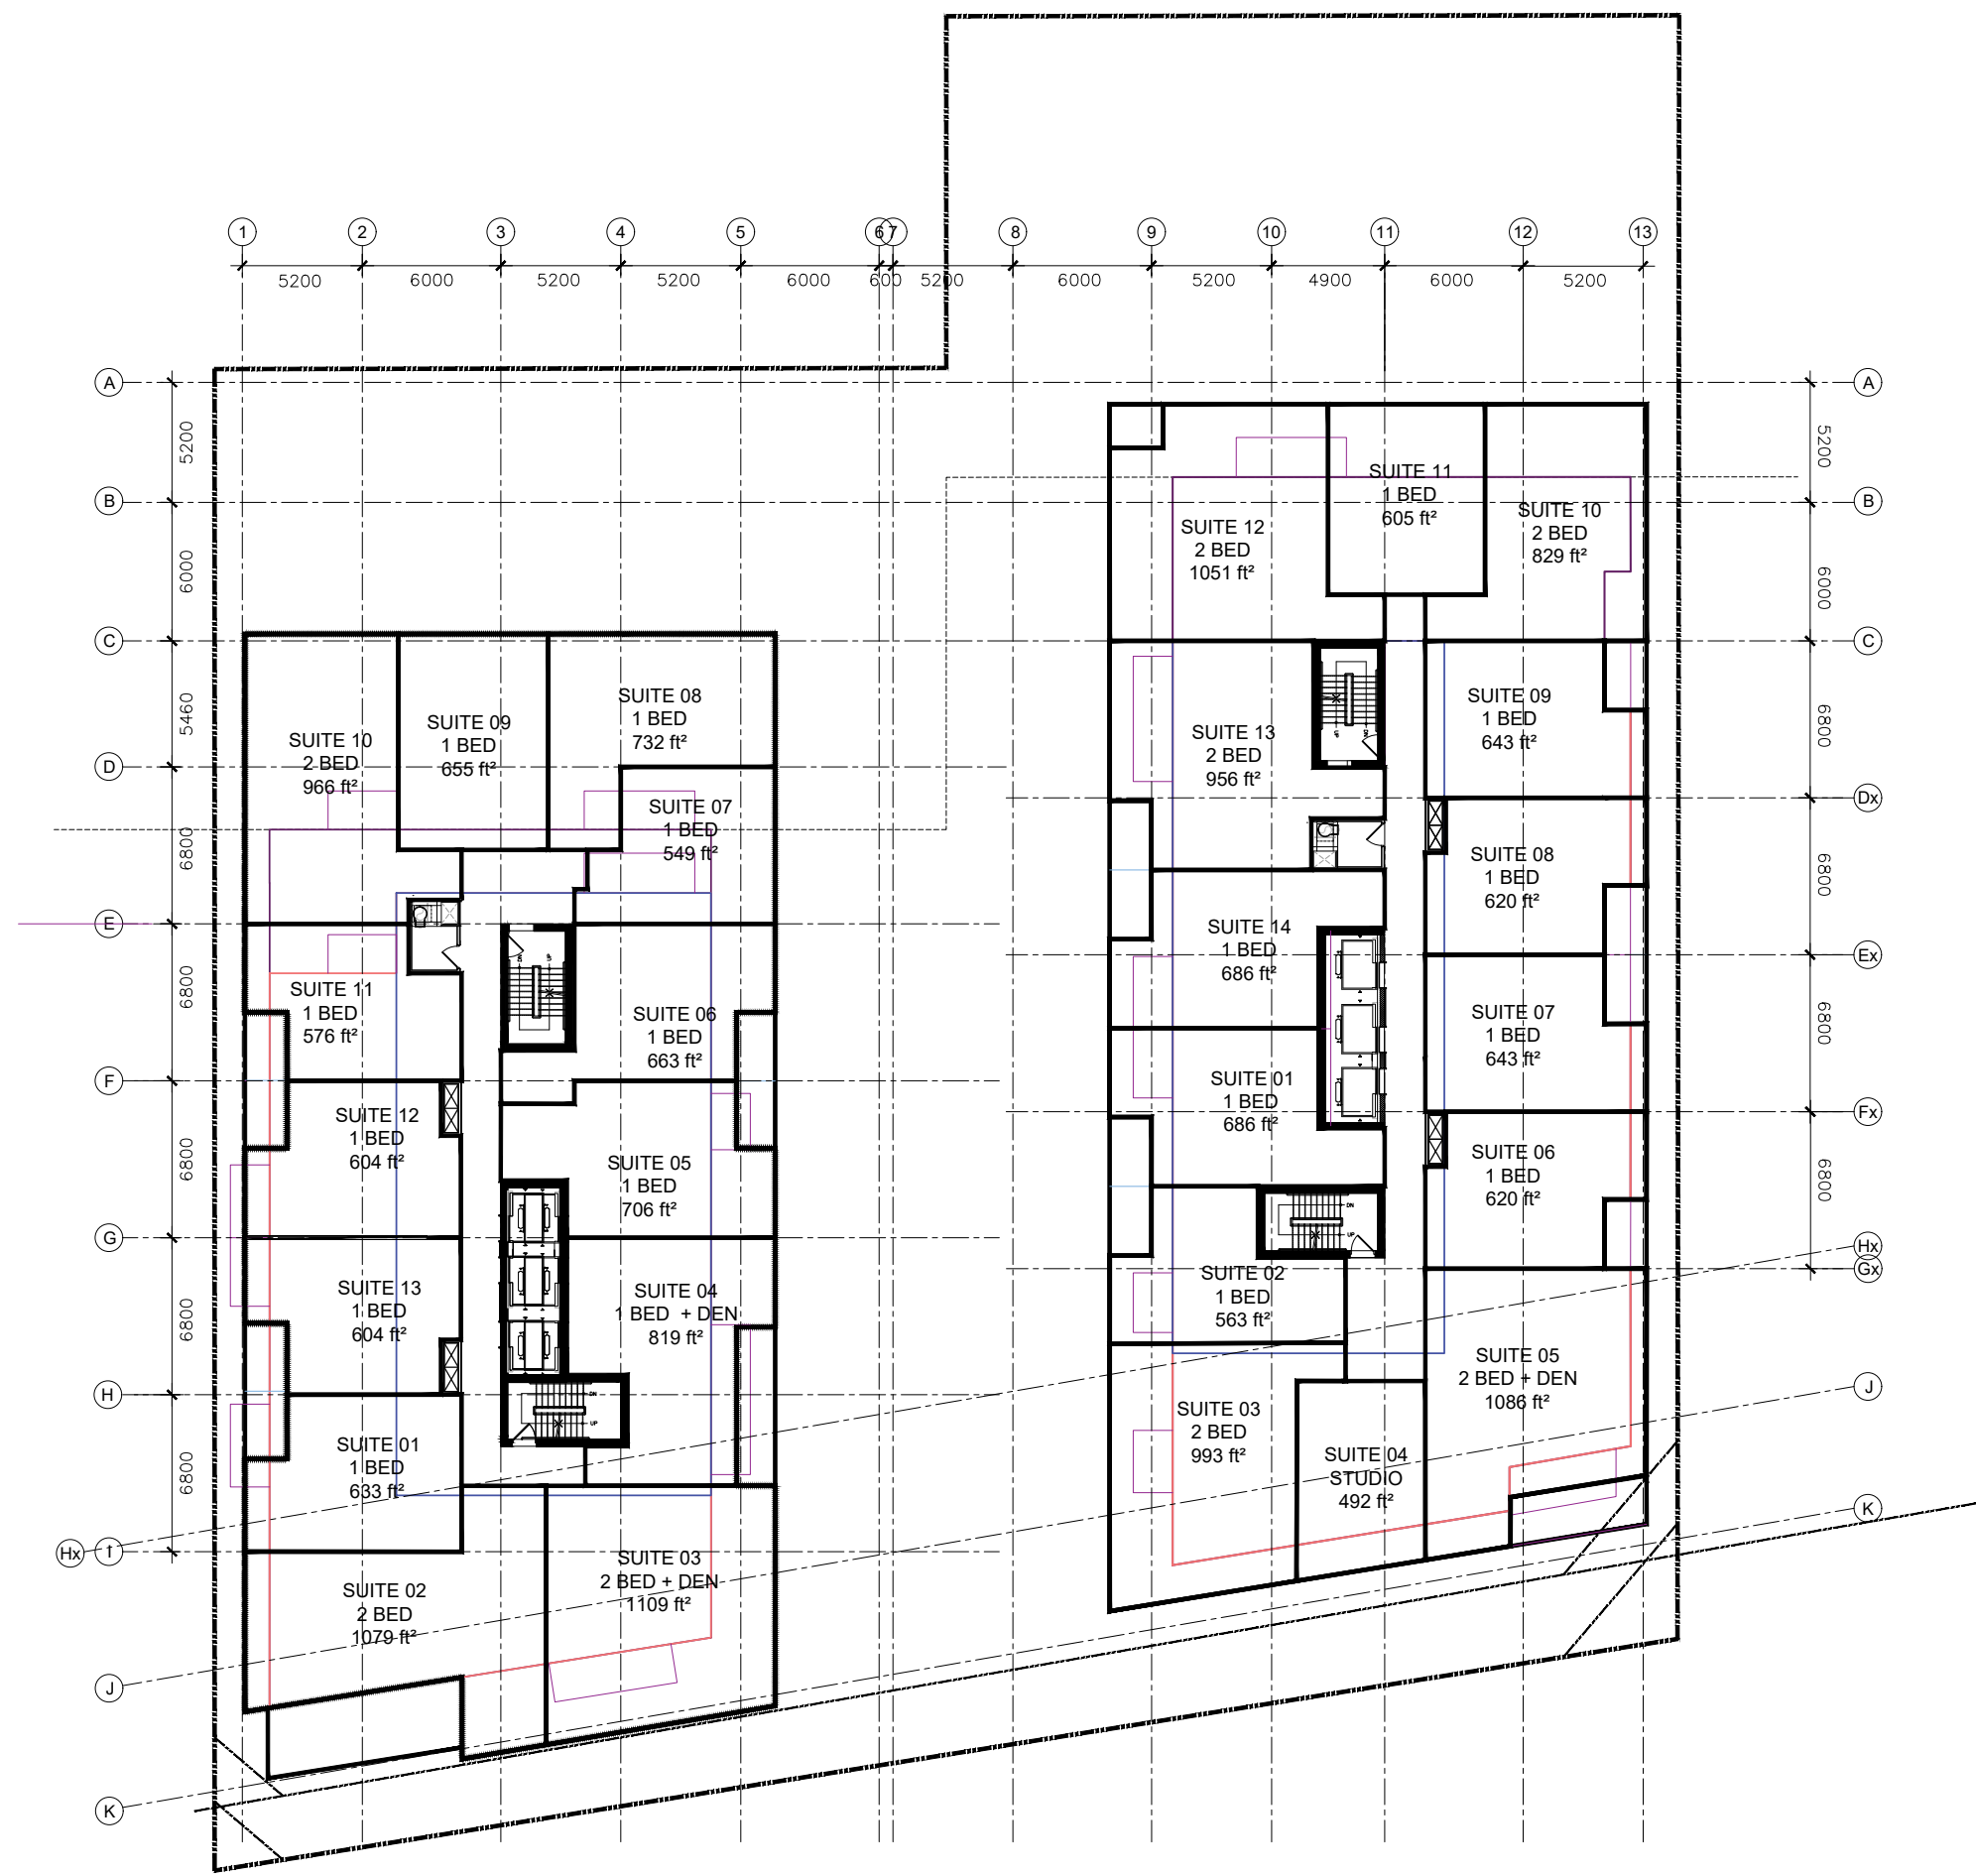 1 2 3 4 5 6 7 8 9 10 11 12 13
5200 6000 5200 5200 6000 600 5200 6000 5200 4900 6000 5200
A
A
5200
5200
B
B
6000
6000
C
C
5460
D
6800
Dx
6800
6800
E
Ex
6800
6800
F
Fx
6800
6800
G
Hx
Gx
6800
H
J
6800
K
Hx
I
J
K
SUITE 10
2 BED
966 ft²
SUITE 09
1 BED
655 ft²
SUITE 08
1 BED
732 ft²
SUITE 07
1 BED
549 ft²
SUITE 11
1 BED
576 ft²
SUITE 06
1 BED
663 ft²
SUITE 12
1 BED
604 ft²
SUITE 05
1 BED
706 ft²
SUITE 13
1 BED
604 ft²
SUITE 04
1 BED + DEN
819 ft²
DN
UP
SUITE 01
1 BED
633 ft²
SUITE 03
2 BED + DEN
1109 ft²
SUITE 02
2 BED
1079 ft²
SUITE 11
1 BED
605 ft²
SUITE 12
2 BED
1051 ft²
SUITE 10
2 BED
829 ft²
SUITE 13
2 BED
956 ft²
UP
DN
SUITE 09
1 BED
643 ft²
SUITE 08
1 BED
620 ft²
SUITE 14
1 BED
686 ft²
SUITE 07
1 BED
643 ft²
SUITE 01
1 BED
686 ft²
SUITE 06
1 BED
620 ft²
DN
UP
SUITE 02
1 BED
563 ft²
SUITE 05
2 BED + DEN
1086 ft²
SUITE 03
2 BED
993 ft²
SUITE 04
STUDIO
492 ft²